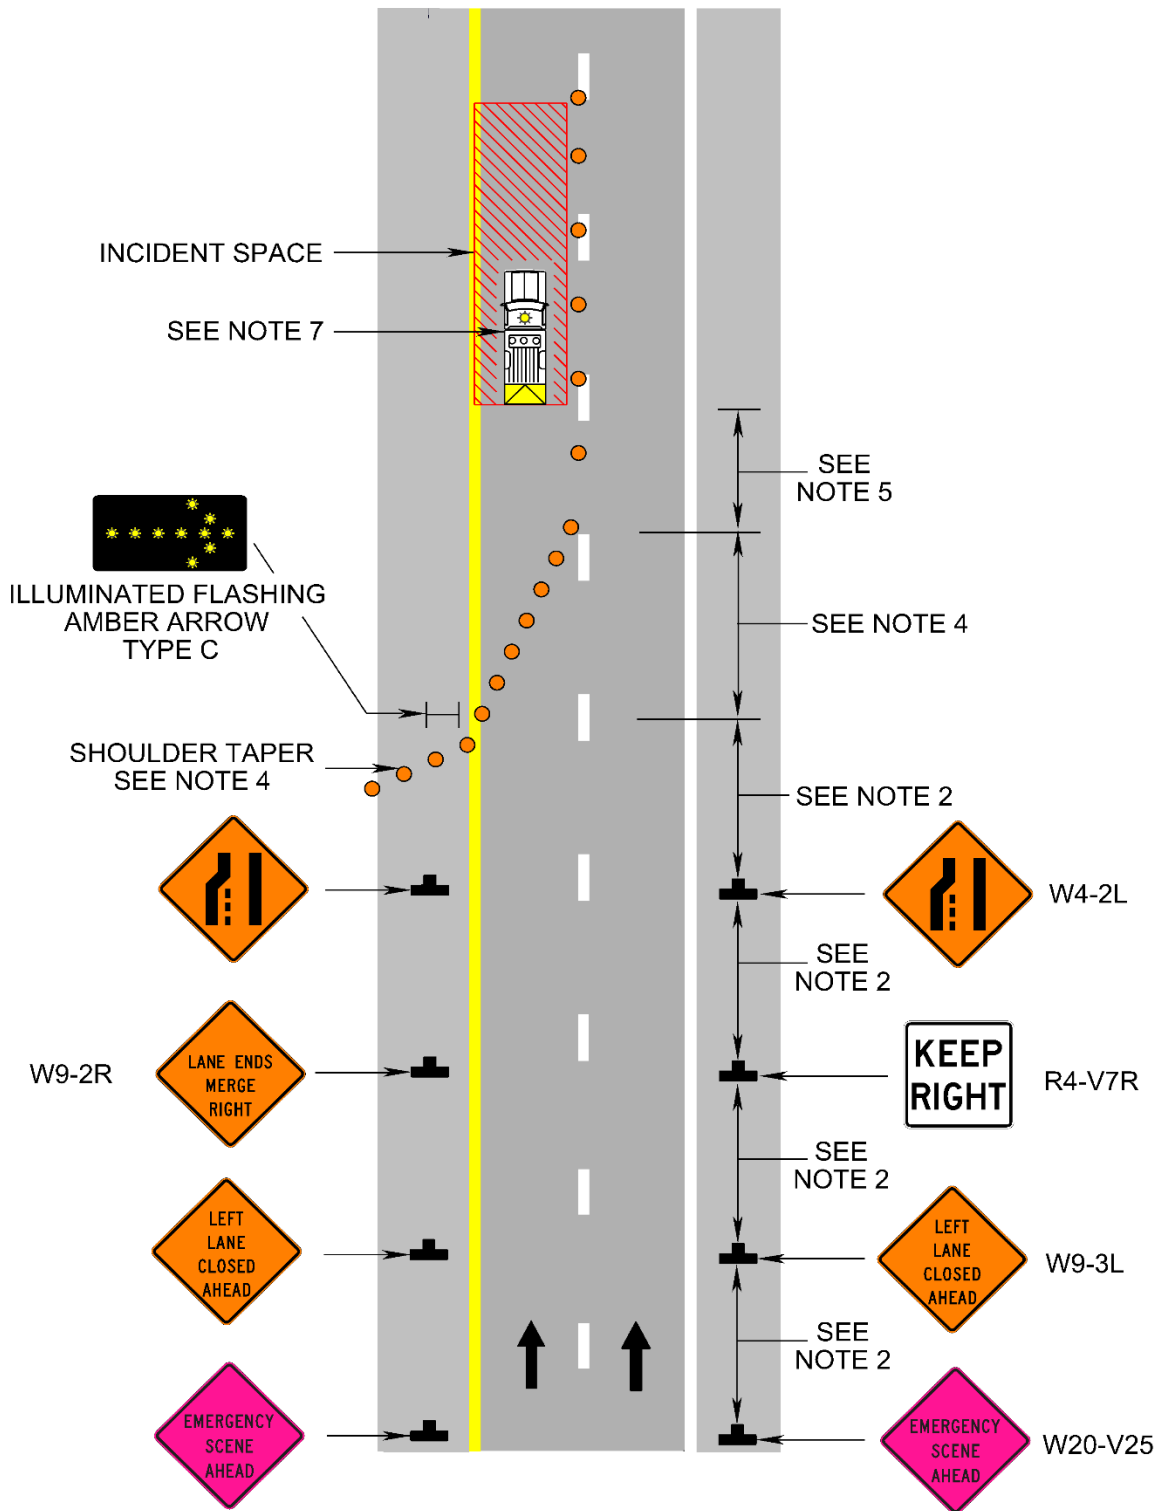 INCIDENT SPACE
SEE NOTE 7
SEE
NOTE 5
ILLUMINATED FLASHING
AMBER ARROW
TYPE C
SEE NOTE 4
SHOULDER TAPER
SEE NOTE 4
SEE NOTE 2
W4-2L
SEE
NOTE 2
W9-2R
LANE ENDS
MERGE
RIGHT
KEEP
RIGHT
R4-V7R
SEE
NOTE 2
LEFT
LANE
CLOSED
AHEAD
LEFT
LANE
CLOSED
AHEAD
W9-3L
SEE
NOTE 2
EMERGENCY
SCENE
AHEAD
EMERGENCY
SCENE
AHEAD
W20-V25